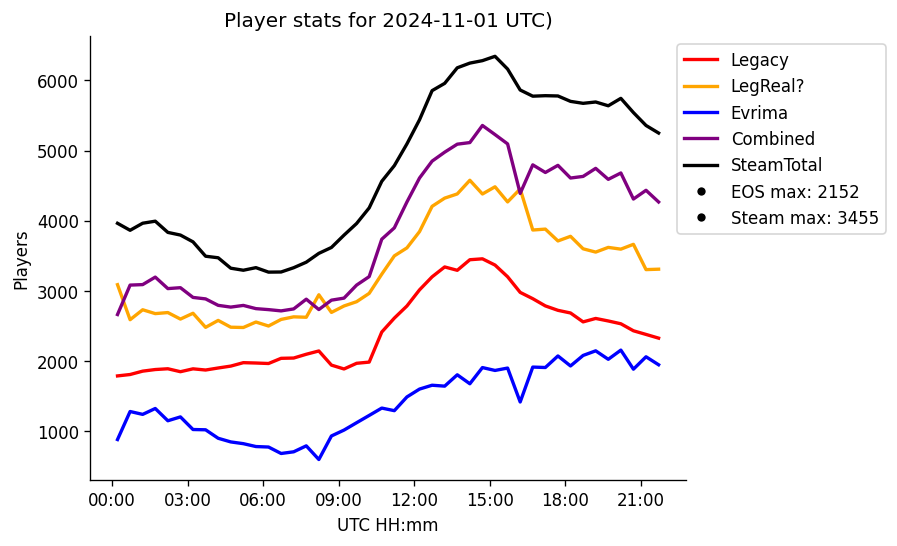 Player stats for 2024-11-01 UTC)
Players
6000
5000
4000
3000
2000
1000
00:00 03:00 06:00 09:00 12:00 15:00 18:00 21:00
UTC HH:mm
Legacy
LegReal?
Evrima
Combined
SteamTotal
EOS max: 2152
Steam max: 3455